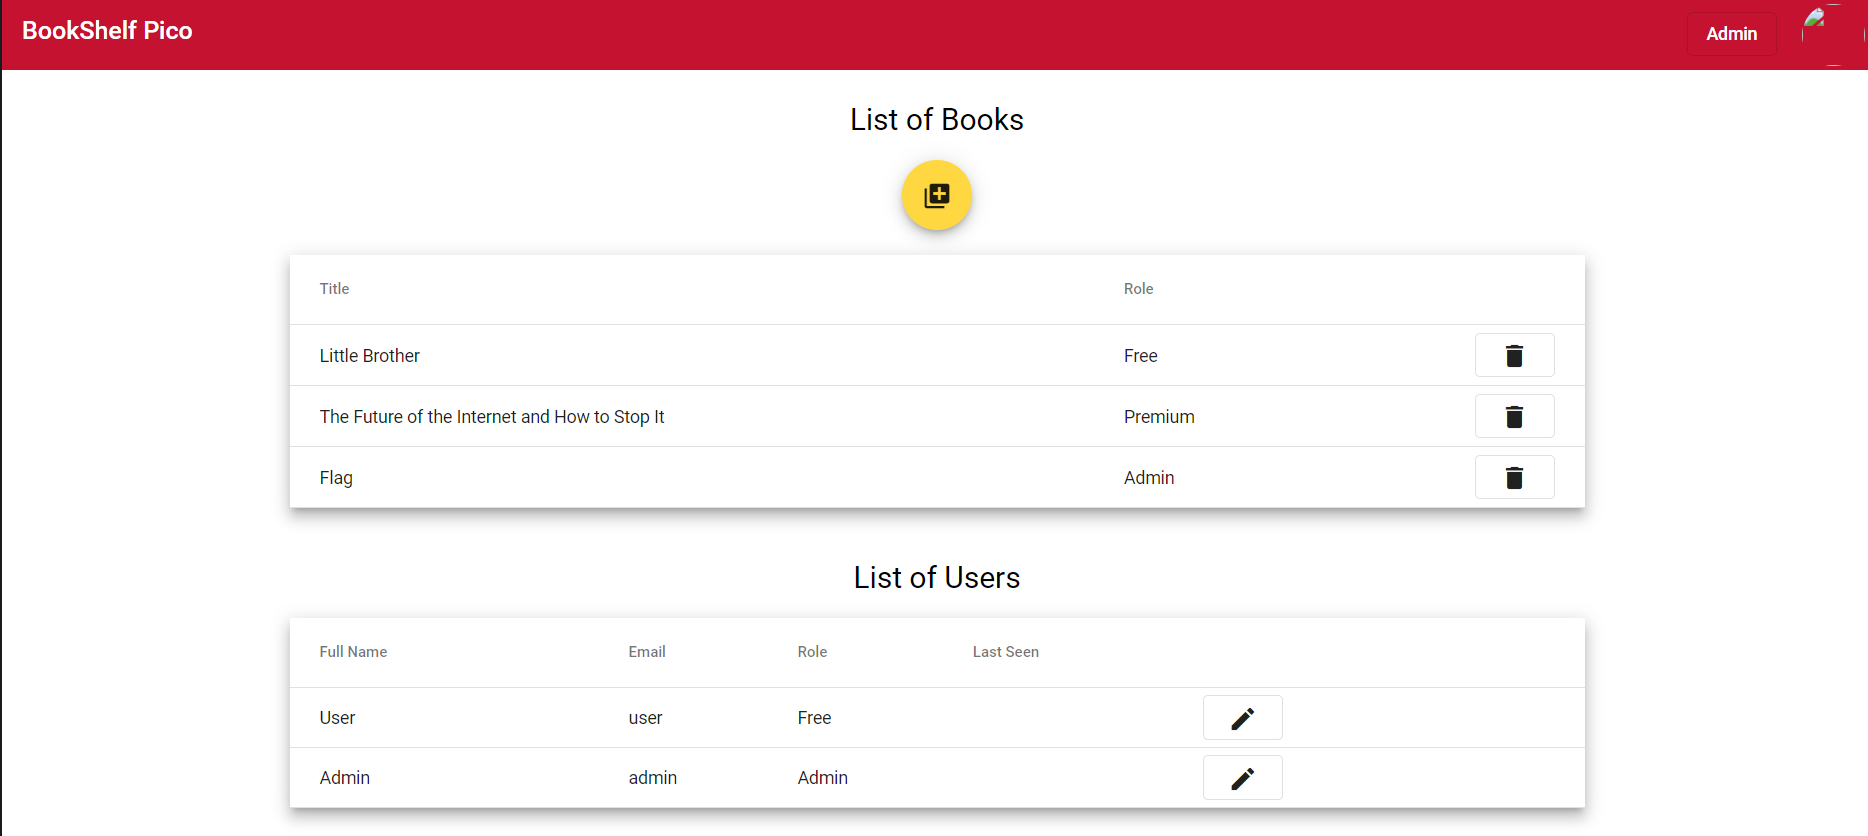 BookShelf Pico
Admin
List of Books
Title Role
Little Brother Free
The Future of the Internet and How to Stop It Premium
Flag Admin
List of Users
Full Name Email Role Last Seen
User user Free
Admin admin Admin